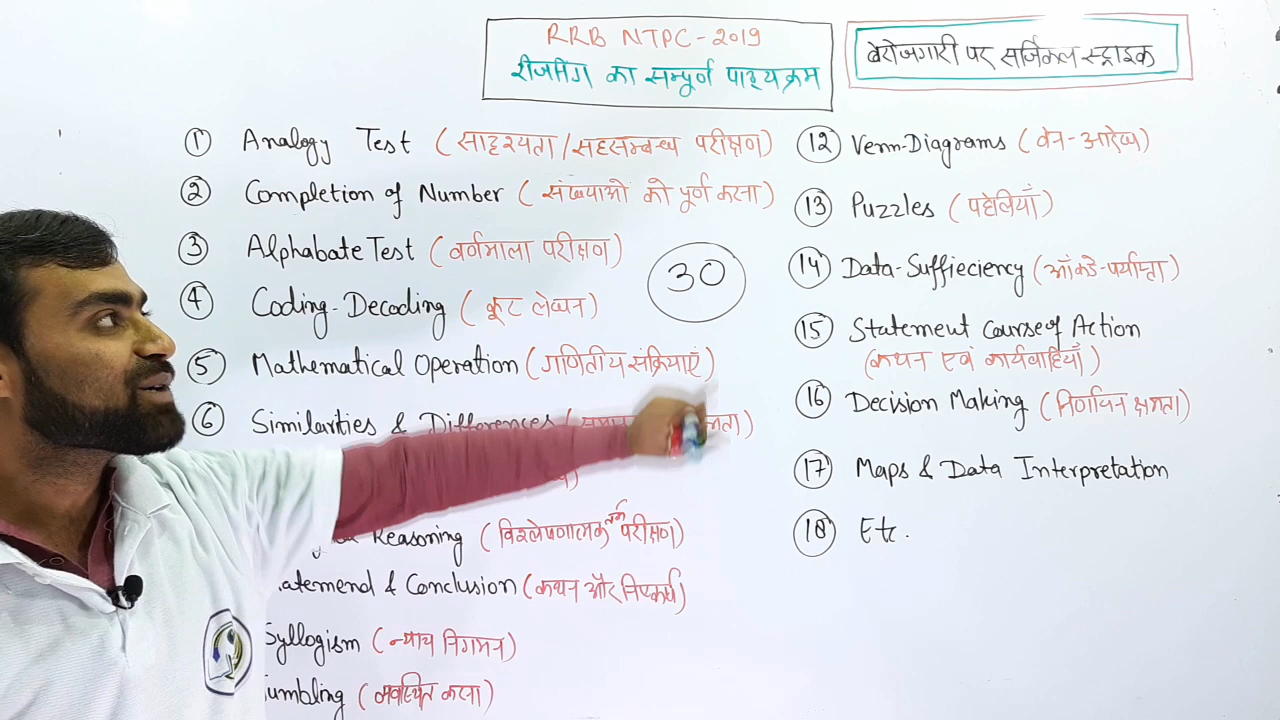 RRB NTPC-2019
रीजनिंग का सम्पूर्ण पाठ्यक्रम
बेरोजगारी पर सर्जिकल स्ट्राइक
1 Analogy Test (सादृश्यता/सहसम्बन्ध परीक्षण)
2 Completion of Number (संख्याओं को पूर्ण करना)
3 Alphabate Test (वर्णमाला परीक्षण)
4 Coding-Decoding (कूट लेखन)
5 Mathematical Operation (गणितीय संक्रियाएं)
6 Similarities & Differences (
Reasoning (विश्लेषणात्मक तर्क परीक्षण)
atemend & Conclusion (कथन और निष्कर्ष)
Syllogism (न्याय निगमन)
Jumbling (व्यवस्थित करना)
30
12 Venn-Diagrams (वेन-आरेख)
13 Puzzles (पहेलियाँ)
14 Data-Suffieciency (आँकडे-पर्याप्ता)
15 Statement Course of Action
(कथन एवं कार्यवाहियाँ)
16 Decision Making (निर्णायन क्षमता)
17 Maps & Data Interpretation
18 Etc.